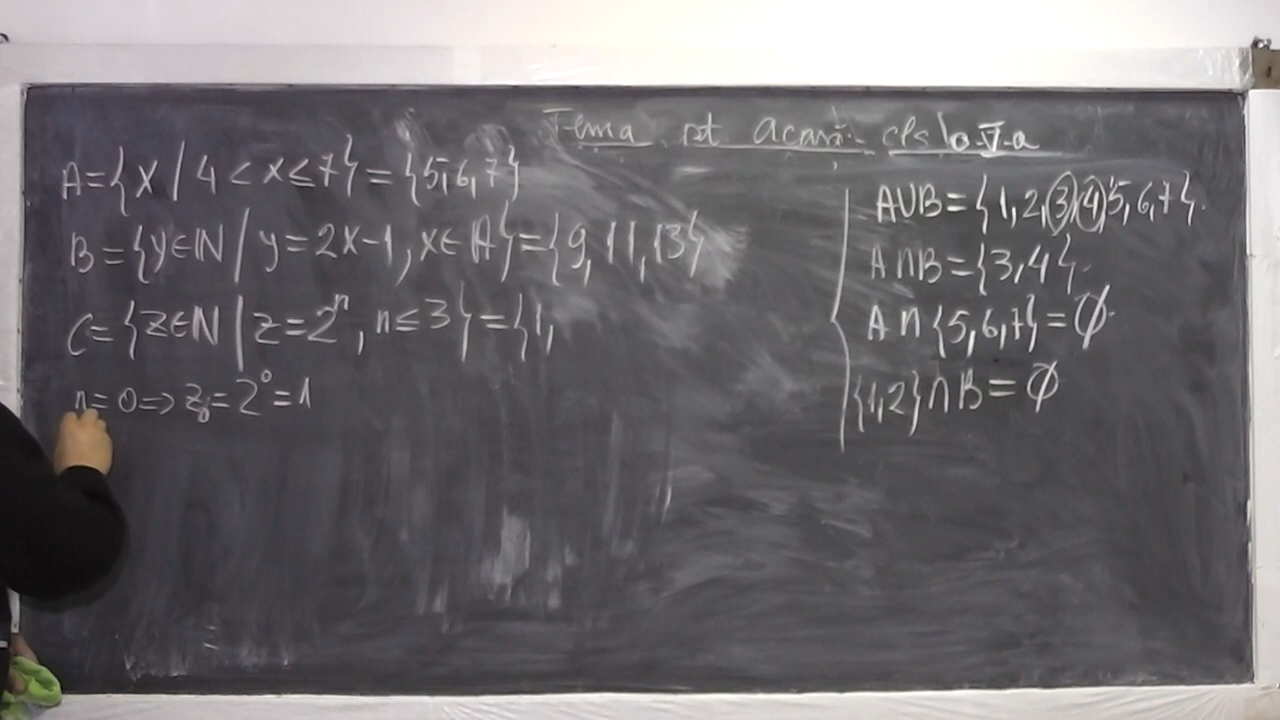 Tema pt acasă cls a V-a
A={x / 4 < x ≤ 7} = {5,6,7}
B={y∈ℕ / y=2x-1, x∈A}={9,11,13}
C={z∈ℕ | z=2ⁿ, n≤3}={1,
n=0=> z₀=2⁰=1
A∪B={1,2,3,4,5,6,7}.
A∩B={3,4}.
A∩{5,6,7}=∅.
{1,2}∩B=∅